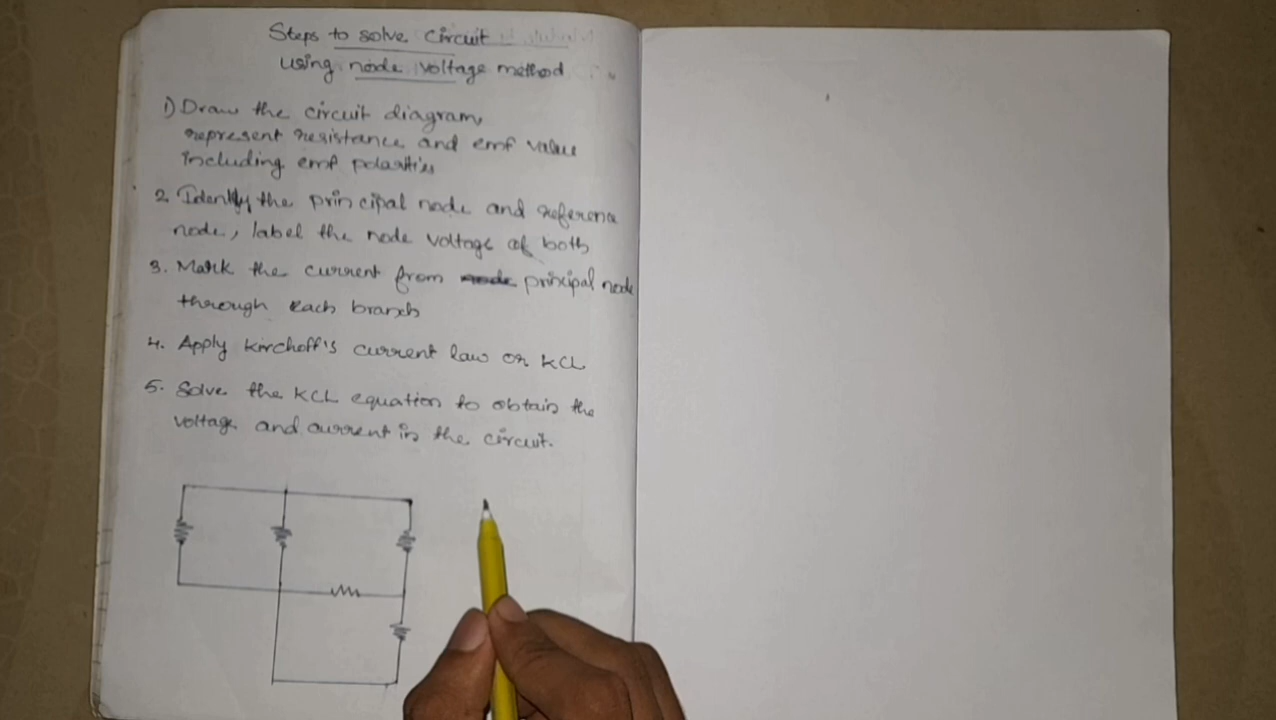 Steps to solve circuit
using node voltage method
1) Draw the circuit diagram,
represent resistance and emf value
including emf polarities
2. Identify the principal node and reference
node, label the node voltage of both
3. Mark the current from principal node
through each branch
4. Apply kirchoff's current law or KCL
5. Solve the KCL equation to obtain the
voltage and current in the circuit.